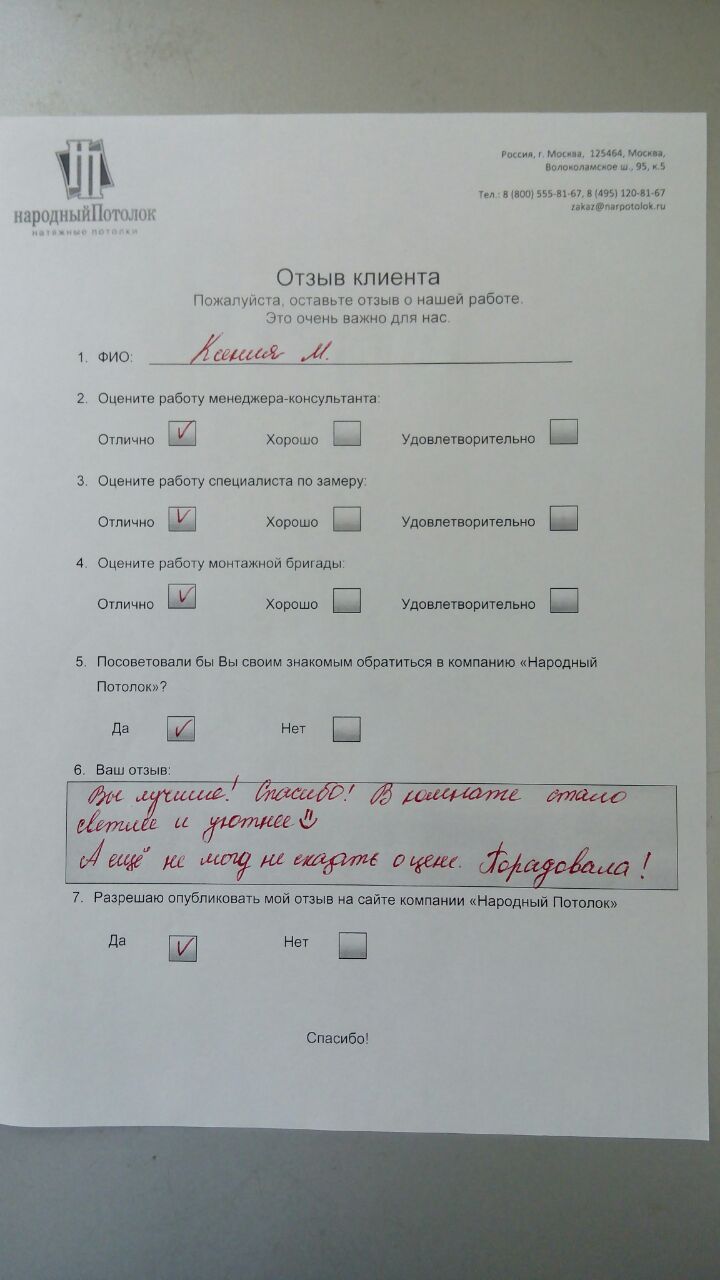 народныйПотолок
натяжные потолки
Россия, г. Москва, 125464, Москва,
Волоколамское ш., 95, к.5
Тел.: 8 (800) 555-81-67, 8 (495) 120-81-67
zakaz@narpotolok.ru
Отзыв клиента
Пожалуйста, оставьте отзыв о нашей работе.
Это очень важно для нас.
1. ФИО: Ксения М.
2. Оцените работу менеджера-консультанта:
Отлично Хорошо Удовлетворительно
3. Оцените работу специалиста по замеру:
Отлично Хорошо Удовлетворительно
4. Оцените работу монтажной бригады:
Отлично Хорошо Удовлетворительно
5. Посоветовали бы Вы своим знакомым обратиться в компанию «Народный
Потолок»?
Да Нет
6. Ваш отзыв:
Вы лучшие! Спасибо! В комнате стало
светлее и уютнее
А ещё не могу не сказать о цене. Порадовала!
7. Разрешаю опубликовать мой отзыв на сайте компании «Народный Потолок»
Да Нет
Спасибо!